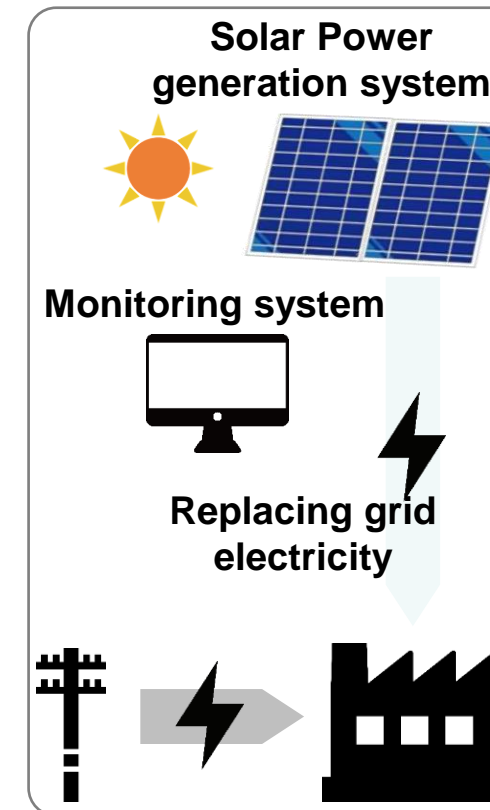 Solar Power
generation system
Monitoring system
Replacing grid
electricity